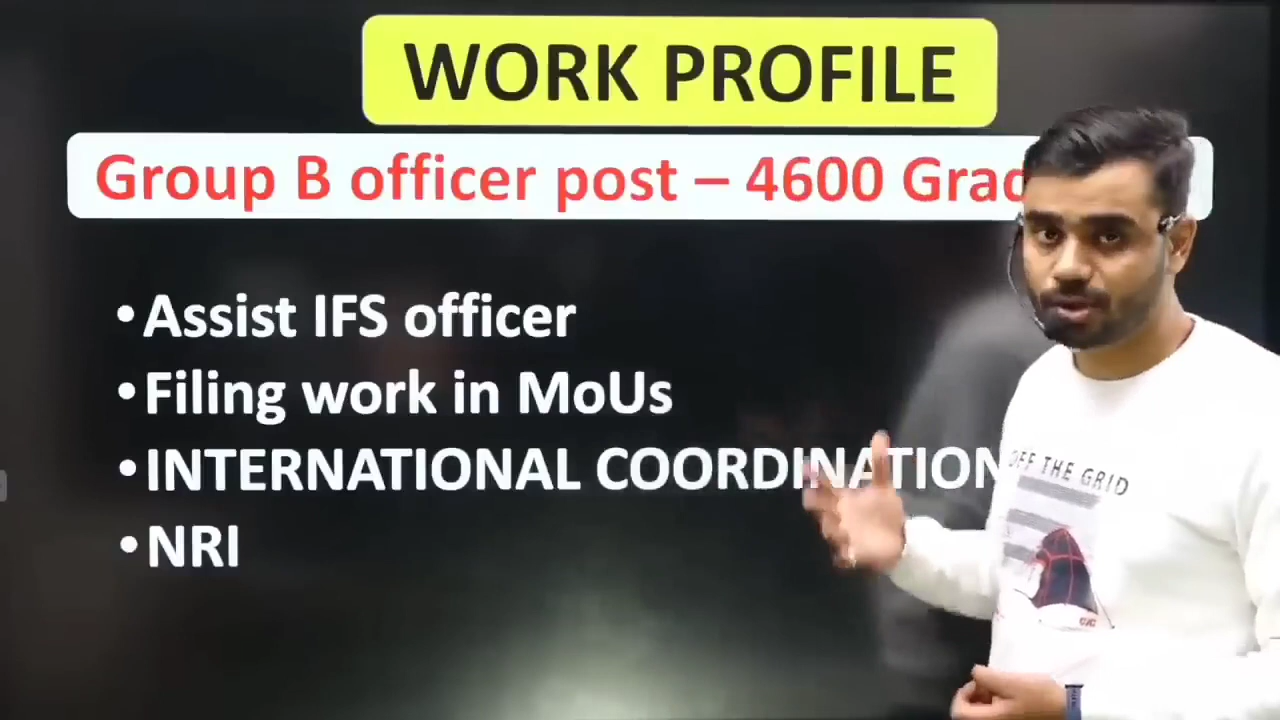 WORK PROFILE
Group B officer post – 4600
• Assist IFS officer
• Filing work in MoUs
• INTERNATIONAL COORDINATION
• NRI
OFF THE GRID